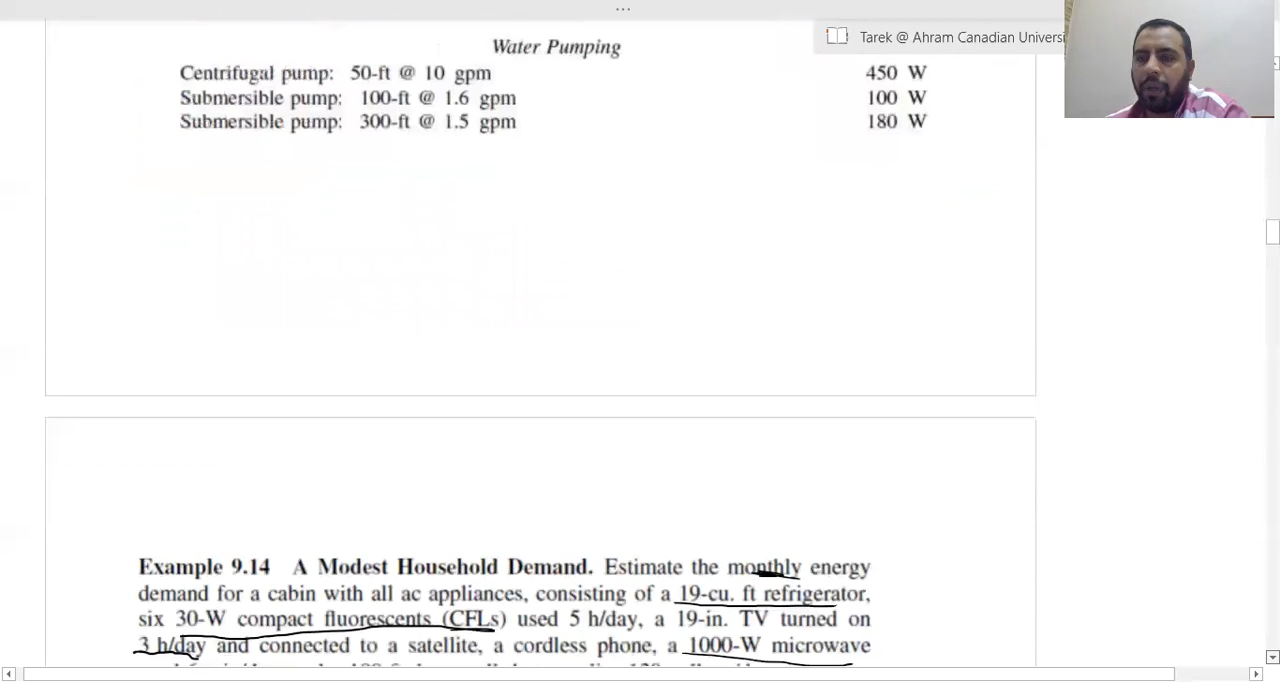 ...
Tarek @ Ahram Canadian Universi
Water Pumping
Centrifugal pump: 50-ft @ 10 gpm 450 W
Submersible pump: 100-ft @ 1.6 gpm 100 W
Submersible pump: 300-ft @ 1.5 gpm 180 W
Example 9.14 A Modest Household Demand. Estimate the monthly energy
demand for a cabin with all ac appliances, consisting of a 19-cu. ft refrigerator,
six 30-W compact fluorescents (CFLs) used 5 h/day, a 19-in. TV turned on
3 h/day and connected to a satellite, a cordless phone, a 1000-W microwave